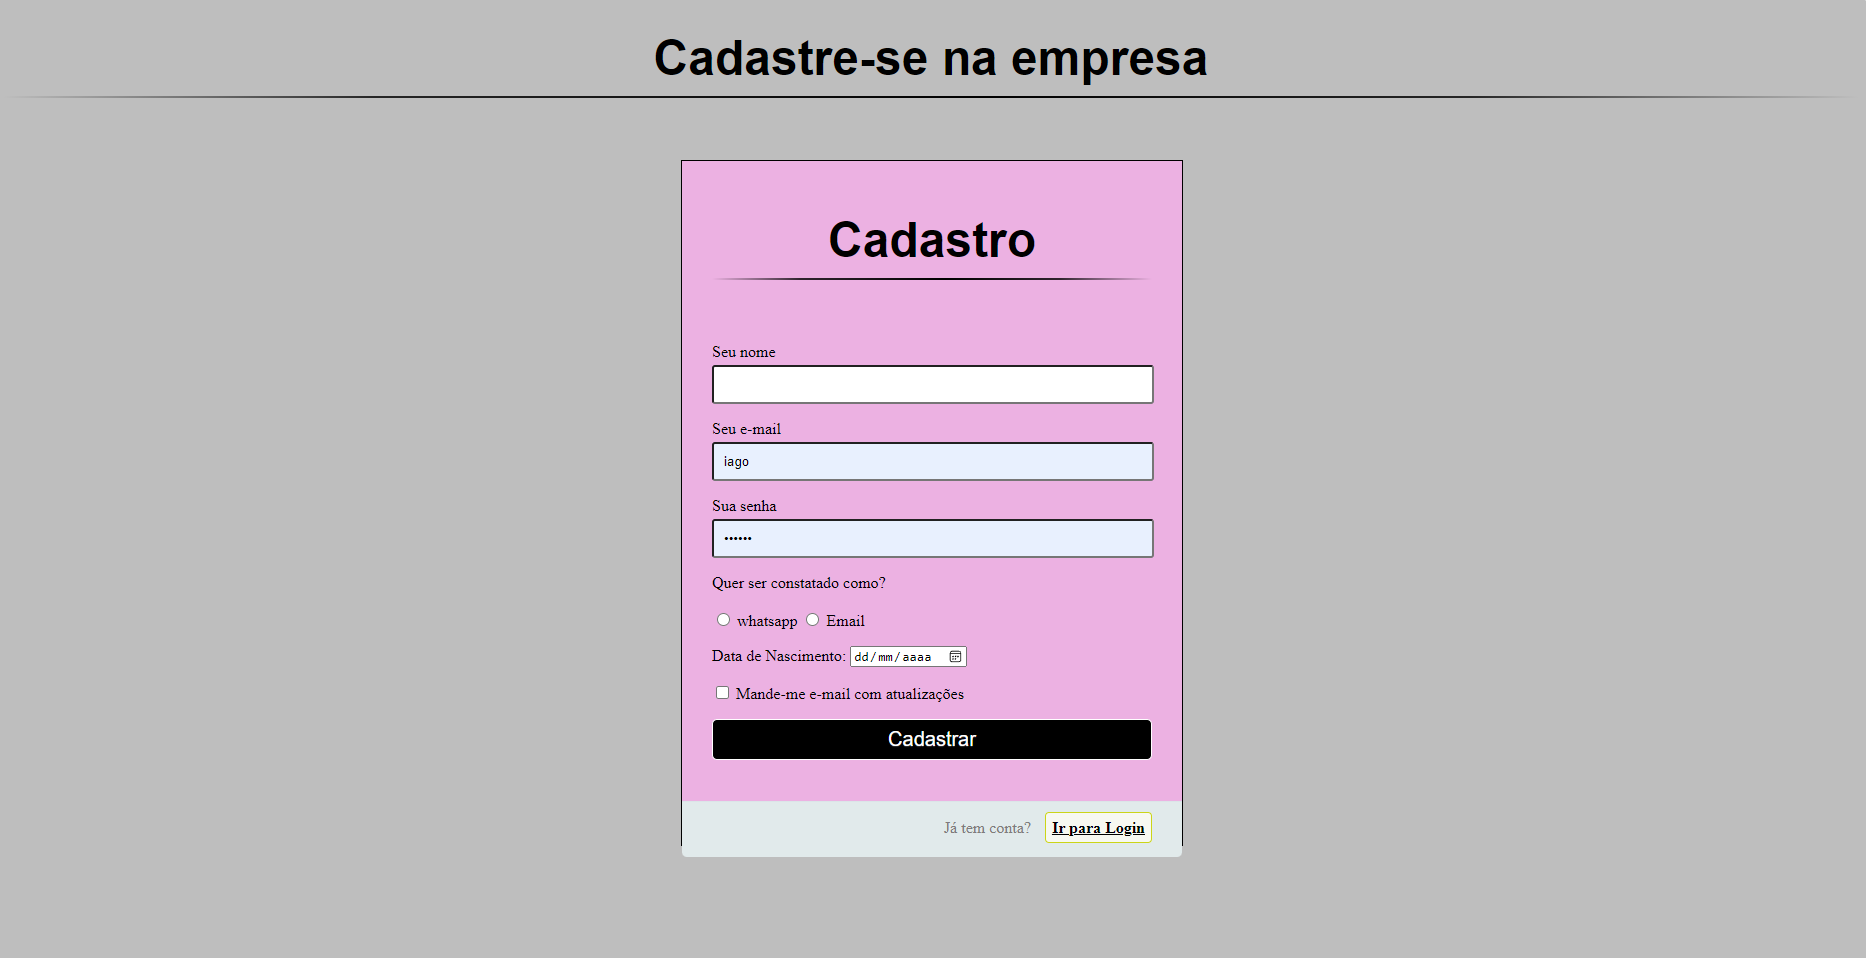 Cadastre-se na empresa
Cadastro
Seu nome
Seu e-mail
iago
Sua senha
••••••
Quer ser constatado como?
whatsapp Email
Data de Nascimento: dd/mm/aaaa
Mande-me e-mail com atualizações
Cadastrar
Já tem conta? Ir para Login